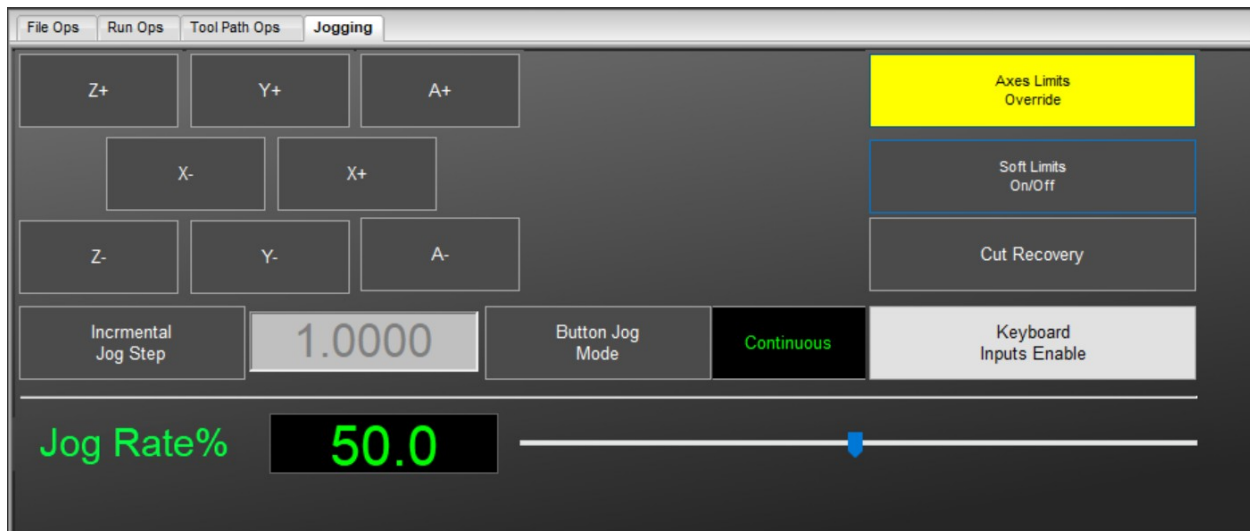 File Ops Run Ops Tool Path Ops Jogging
Z+ Y+ A+
Axes Limits
Override
X- X+
Soft Limits
On/Off
Z- Y- A-
Cut Recovery
Incrmental
Jog Step
1.0000
Button Jog
Mode
Continuous
Keyboard
Inputs Enable
Jog Rate% 50.0